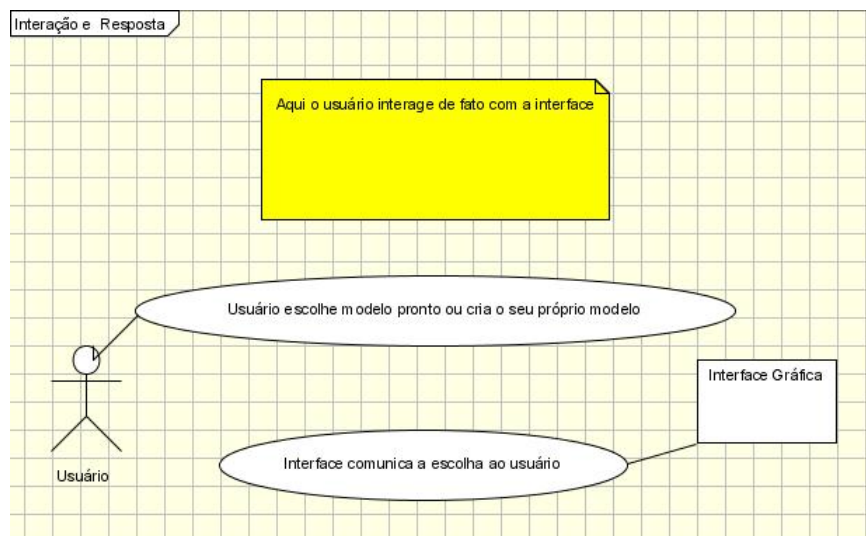 Interação e Resposta
Aqui o usuário interage de fato com a interface
Usuário escolhe modelo pronto ou cria o seu próprio modelo
Interface Gráfica
Interface comunica a escolha ao usuário
Usuário